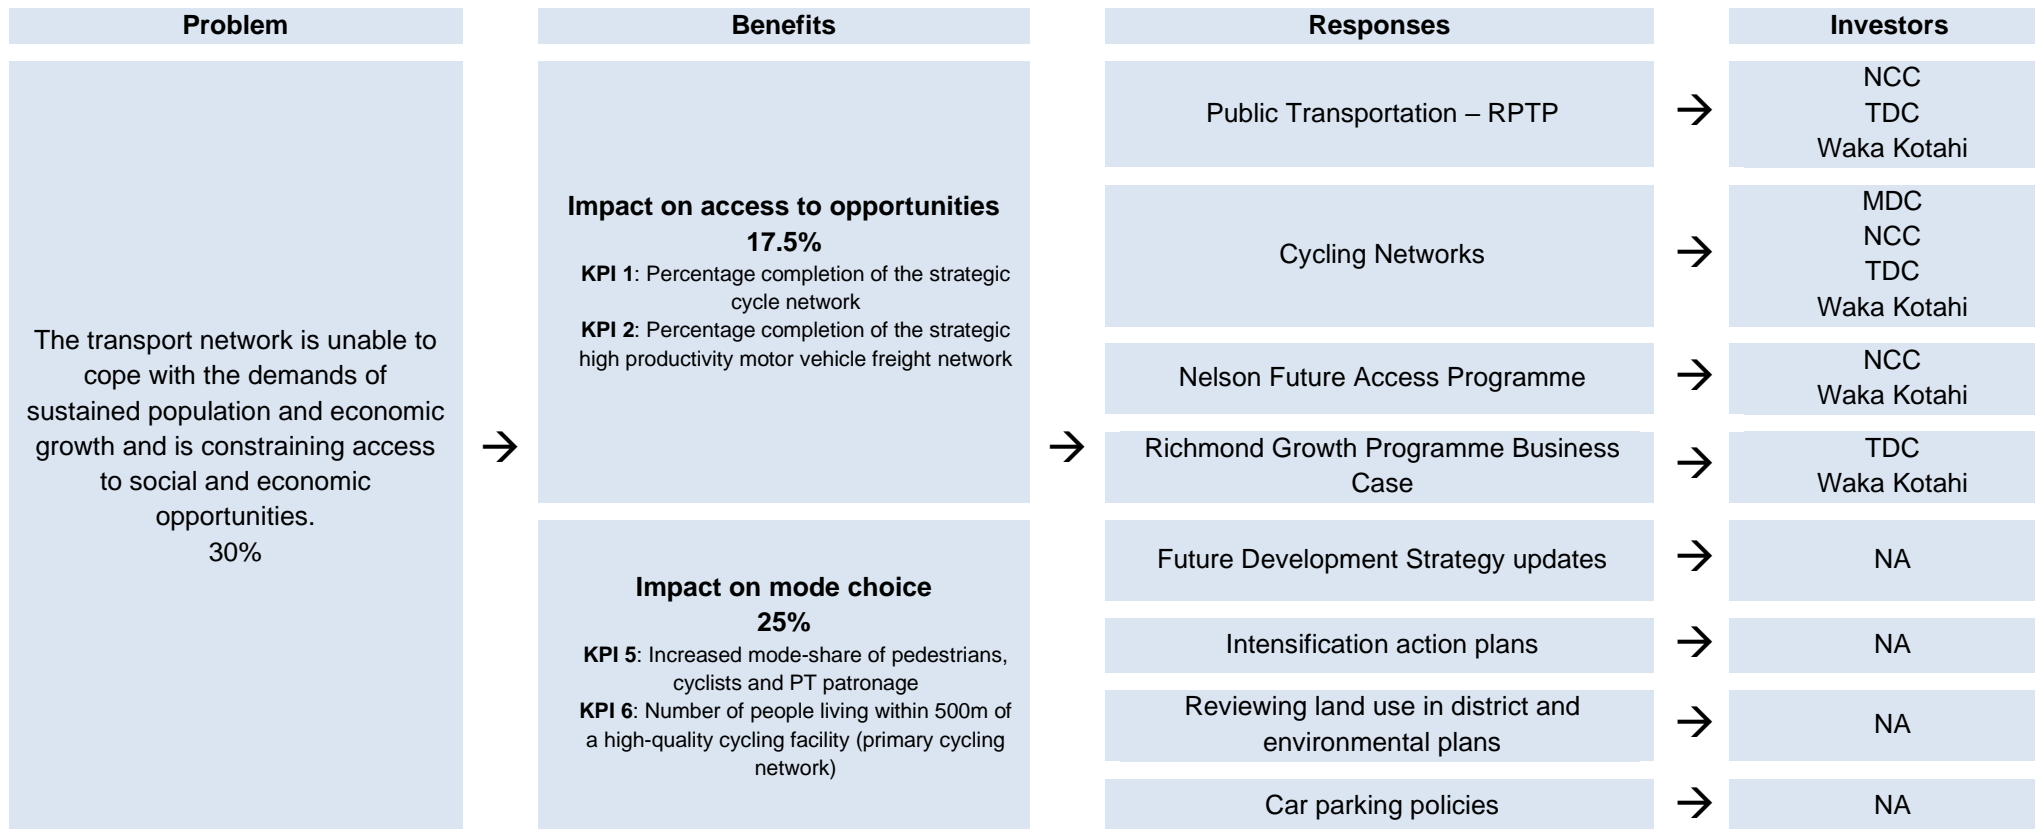 Problem
Benefits
Responses
Investors
The transport network is unable to
cope with the demands of
sustained population and economic
growth and is constraining access
to social and economic
opportunities.
30%
→
Impact on access to opportunities
17.5%
KPI 1: Percentage completion of the strategic
cycle network
KPI 2: Percentage completion of the strategic
high productivity motor vehicle freight network
Impact on mode choice
25%
KPI 5: Increased mode-share of pedestrians,
cyclists and PT patronage
KPI 6: Number of people living within 500m of
a high-quality cycling facility (primary cycling
network)
→
Public Transportation – RPTP
→
NCC
TDC
Waka Kotahi
Cycling Networks
→
MDC
NCC
TDC
Waka Kotahi
Nelson Future Access Programme
→
NCC
Waka Kotahi
Richmond Growth Programme Business
Case
→
TDC
Waka Kotahi
Future Development Strategy updates
→
NA
Intensification action plans
→
NA
Reviewing land use in district and
environmental plans
→
NA
Car parking policies
→
NA